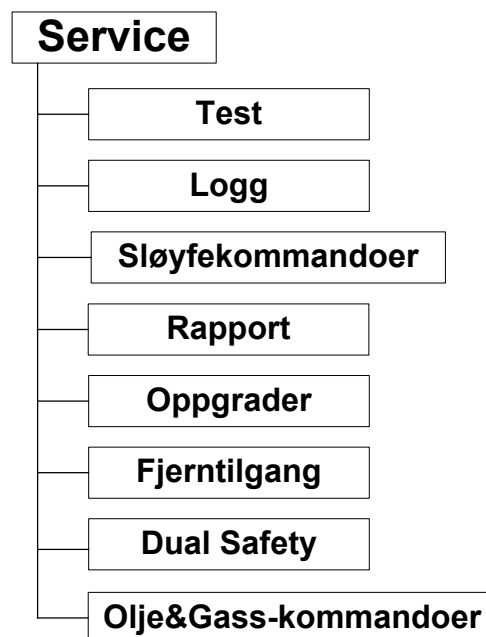 Service
Test
Logg
Sløyfekommandoer
Rapport
Oppgrader
Fjerntilgang
Dual Safety
Olje&Gass-kommandoer